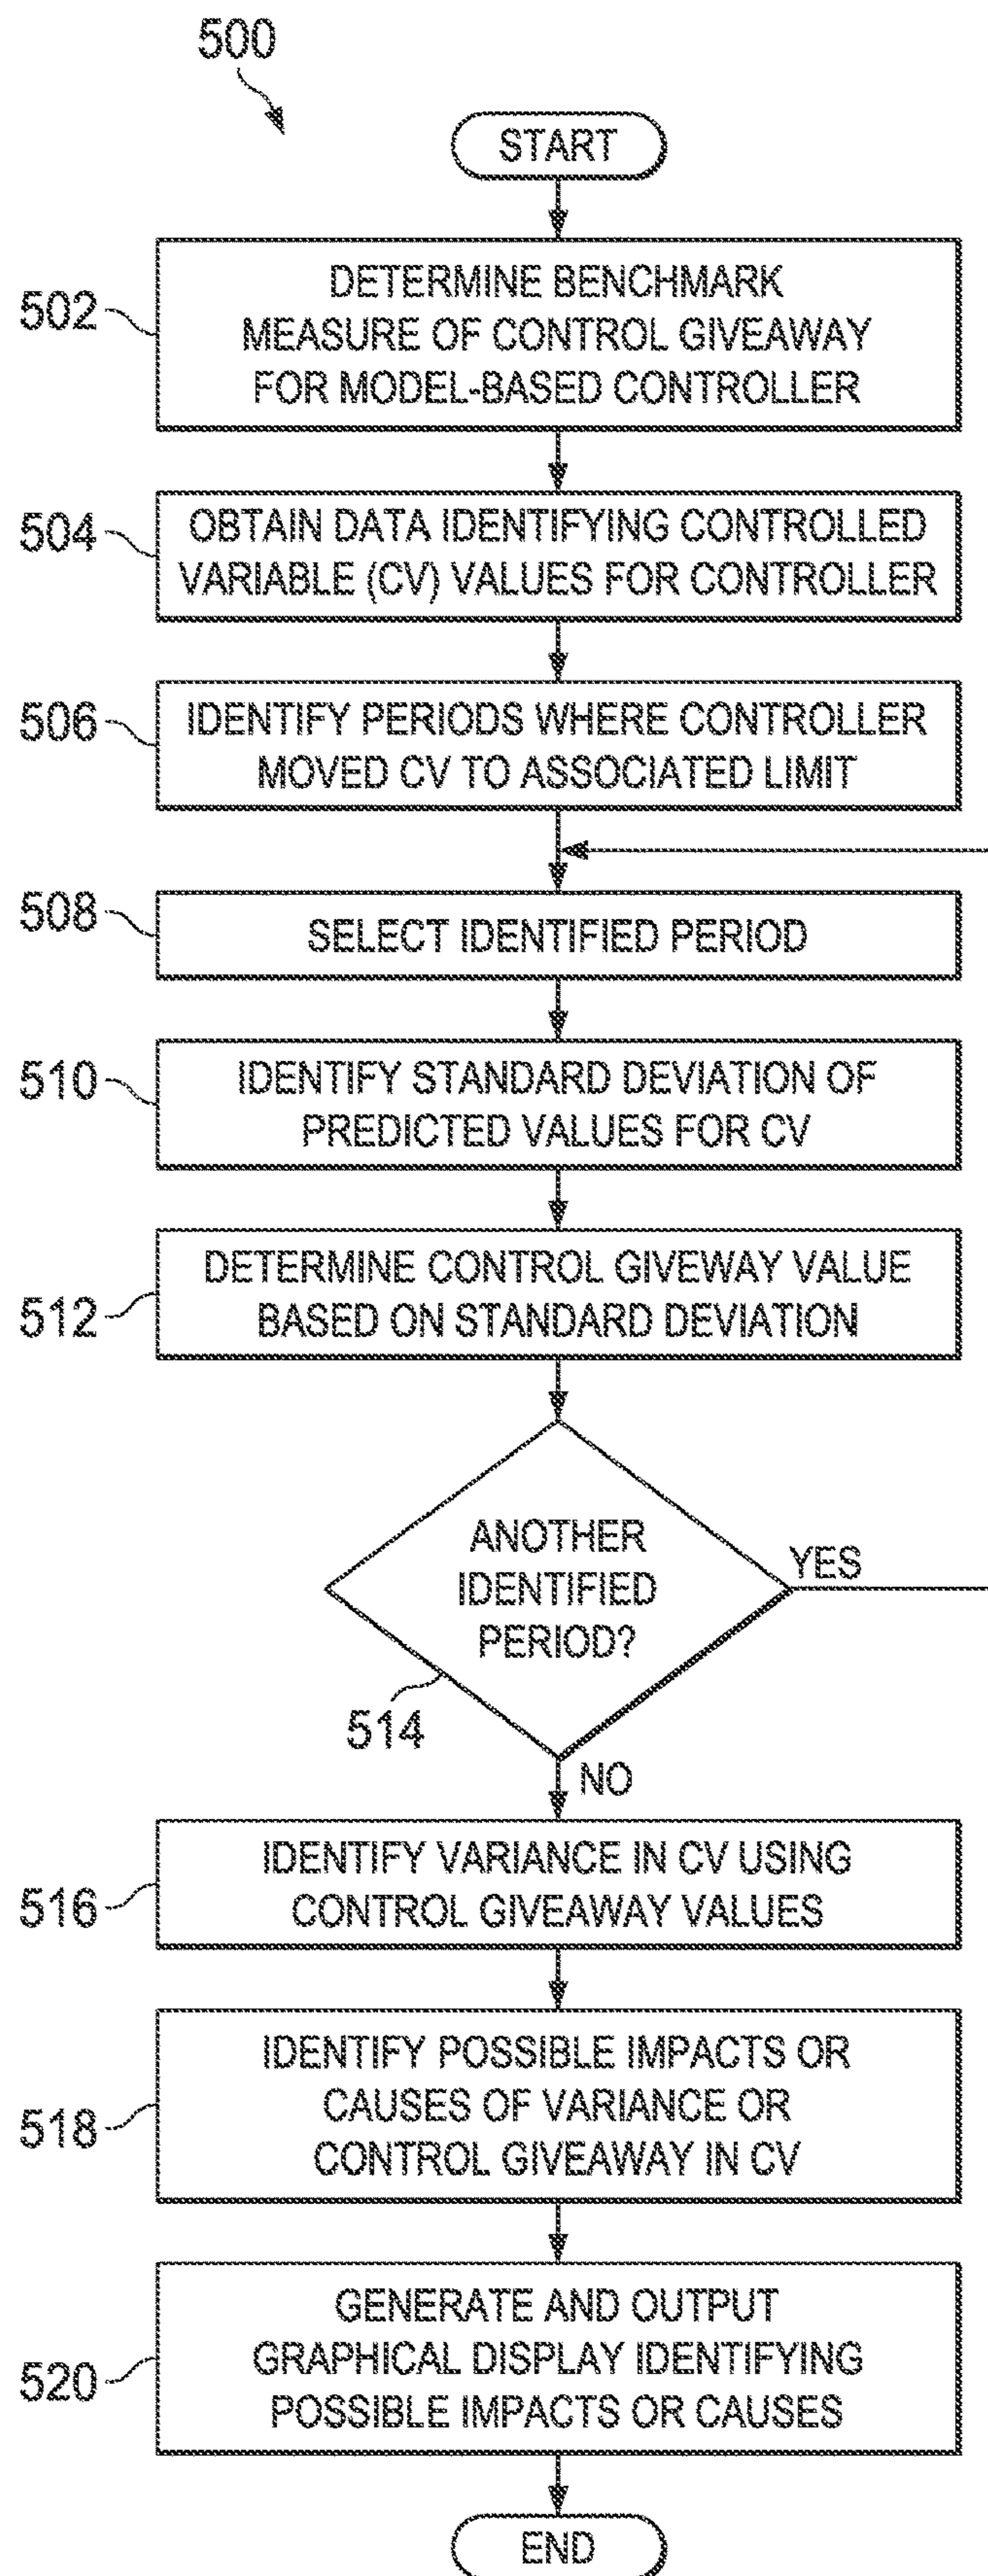 500
START
502
DETERMINE BENCHMARK
MEASURE OF CONTROL GIVEAWAY
FOR MODEL-BASED CONTROLLER
504
OBTAIN DATA IDENTIFYING CONTROLLED
VARIABLE (CV) VALUES FOR CONTROLLER
506
IDENTIFY PERIODS WHERE CONTROLLER
MOVED CV TO ASSOCIATED LIMIT
508
SELECT IDENTIFIED PERIOD
510
IDENTIFY STANDARD DEVIATION OF
PREDICTED VALUES FOR CV
512
DETERMINE CONTROL GIVEWAY VALUE
BASED ON STANDARD DEVIATION
ANOTHER
IDENTIFIED
PERIOD?
YES
514
NO
516
IDENTIFY VARIANCE IN CV USING
CONTROL GIVEAWAY VALUES
518
IDENTIFY POSSIBLE IMPACTS OR
CAUSES OF VARIANCE OR
CONTROL GIVEAWAY IN CV
520
GENERATE AND OUTPUT
GRAPHICAL DISPLAY IDENTIFYING
POSSIBLE IMPACTS OR CAUSES
END